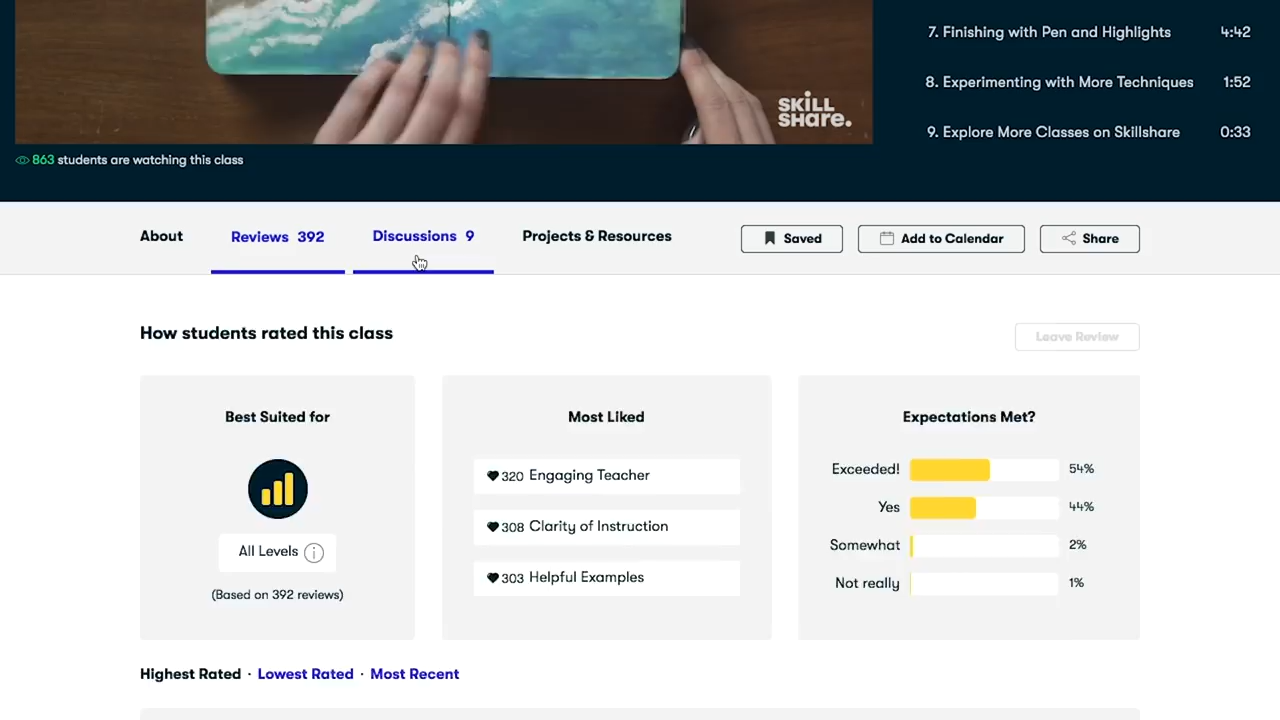 SKILL
SHARE.
7. Finishing with Pen and Highlights 4:42
8. Experimenting with More Techniques 1:52
9. Explore More Classes on Skillshare 0:33
863 students are watching this class
About Reviews 392 Discussions 9 Projects & Resources Saved Add to Calendar Share
How students rated this class
Leave Review
Best Suited for
All Levels i
(Based on 392 reviews)
Most Liked
320 Engaging Teacher
308 Clarity of Instruction
303 Helpful Examples
Expectations Met?
Exceeded! 54%
Yes 44%
Somewhat 2%
Not really 1%
Highest Rated · Lowest Rated · Most Recent